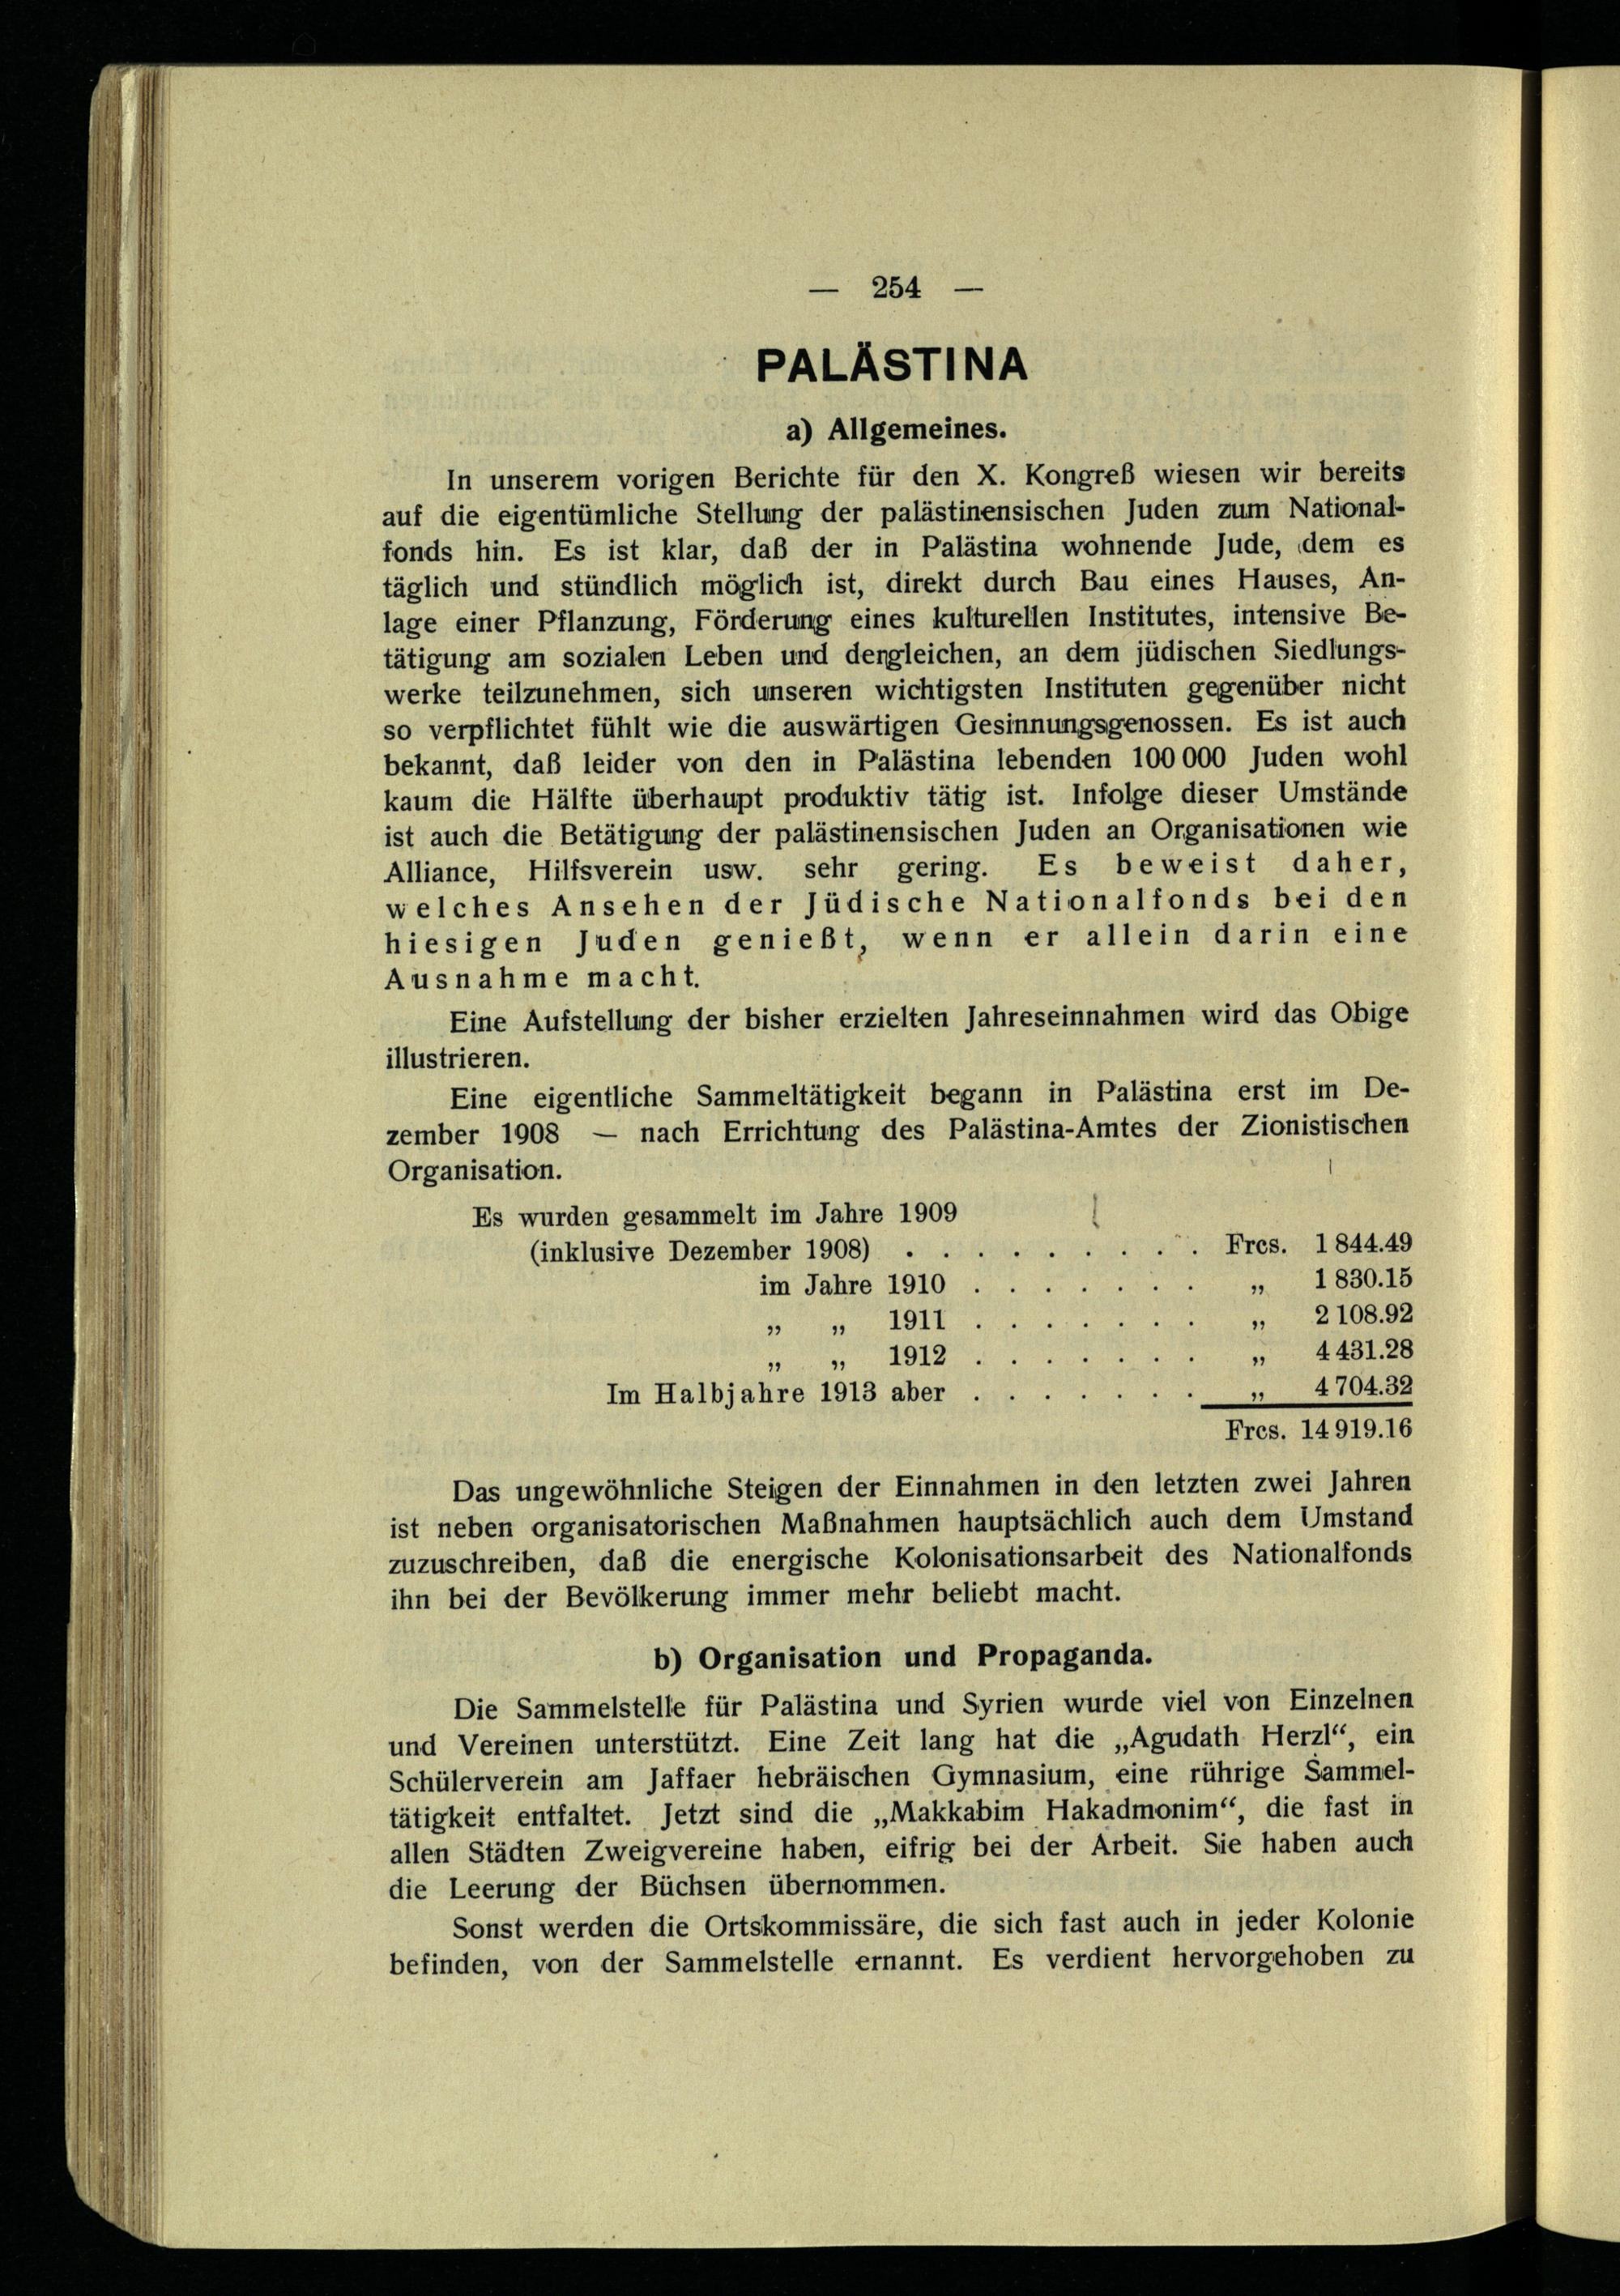 — 254 —
PALÄSTINA
a) Allgemeines.
In unserem vorigen Berichte für den X. Kongreß wiesen wir bereits
auf die eigentümliche Stellung der palästinensischen Juden zum National-
fonds hin. Es ist klar, daß der in Palästina wohnende Jude, dem es
täglich und stündlich möglich ist, direkt durch Bau eines Hauses, An-
lage einer Pflanzung, Förderung eines kulturellen Institutes, intensive Be-
tätigung am sozialen Leben und dergleichen, an dem jüdischen Siedlungs-
werke teilzunehmen, sich unseren wichtigsten Instituten gegenüber nicht
so verpflichtet fühlt wie die auswärtigen Gesinnungsgenossen. Es ist auch
bekannt, daß leider von den in Palästina lebenden 100 000 Juden wohl
kaum die Hälfte überhaupt produktiv tätig ist. Infolge dieser Umstände
ist auch die Betätigung der palästinensischen Juden an Organisationen wie
Alliance, Hilfsverein usw. sehr gering. Es beweist daher,
welches Ansehen der Jüdische Nationalfonds bei den
hiesigen Juden genießt, wenn er allein darin eine
Ausnahme macht.
Eine Aufstellung der bisher erzielten Jahreseinnahmen wird das Obige
illustrieren.
Eine eigentliche Sammeltätigkeit begann in Palästina erst im De-
zember 1908 — nach Errichtung des Palästina-Amtes der Zionistischen
Organisation.
Es wurden gesammelt im Jahre 1909
(inklusive Dezember 1908) . . . . . . . . . Frcs. 1 844.49
im Jahre 1910 . . . . . . . „ 1 830.15
„ „ 1911 . . . . . . . „ 2 108.92
„ „ 1912 . . . . . . . „ 4 431.28
Im Halbjahre 1913 aber . . . . . . . „ 4 704.32
Frcs. 14 919.16
Das ungewöhnliche Steigen der Einnahmen in den letzten zwei Jahren
ist neben organisatorischen Maßnahmen hauptsächlich auch dem Umstand
zuzuschreiben, daß die energische Kolonisationsarbeit des Nationalfonds
ihn bei der Bevölkerung immer mehr beliebt macht.
b) Organisation und Propaganda.
Die Sammelstelle für Palästina und Syrien wurde viel von Einzelnen
und Vereinen unterstützt. Eine Zeit lang hat die „Agudath Herzl“, ein
Schülerverein am Jaffaer hebräischen Gymnasium, eine rührige Sammel-
tätigkeit entfaltet. Jetzt sind die „Makkabim Hakadmonim“, die fast in
allen Städten Zweigvereine haben, eifrig bei der Arbeit. Sie haben auch
die Leerung der Büchsen übernommen.
Sonst werden die Ortskommissäre, die sich fast auch in jeder Kolonie
befinden, von der Sammelstelle ernannt. Es verdient hervorgehoben zu